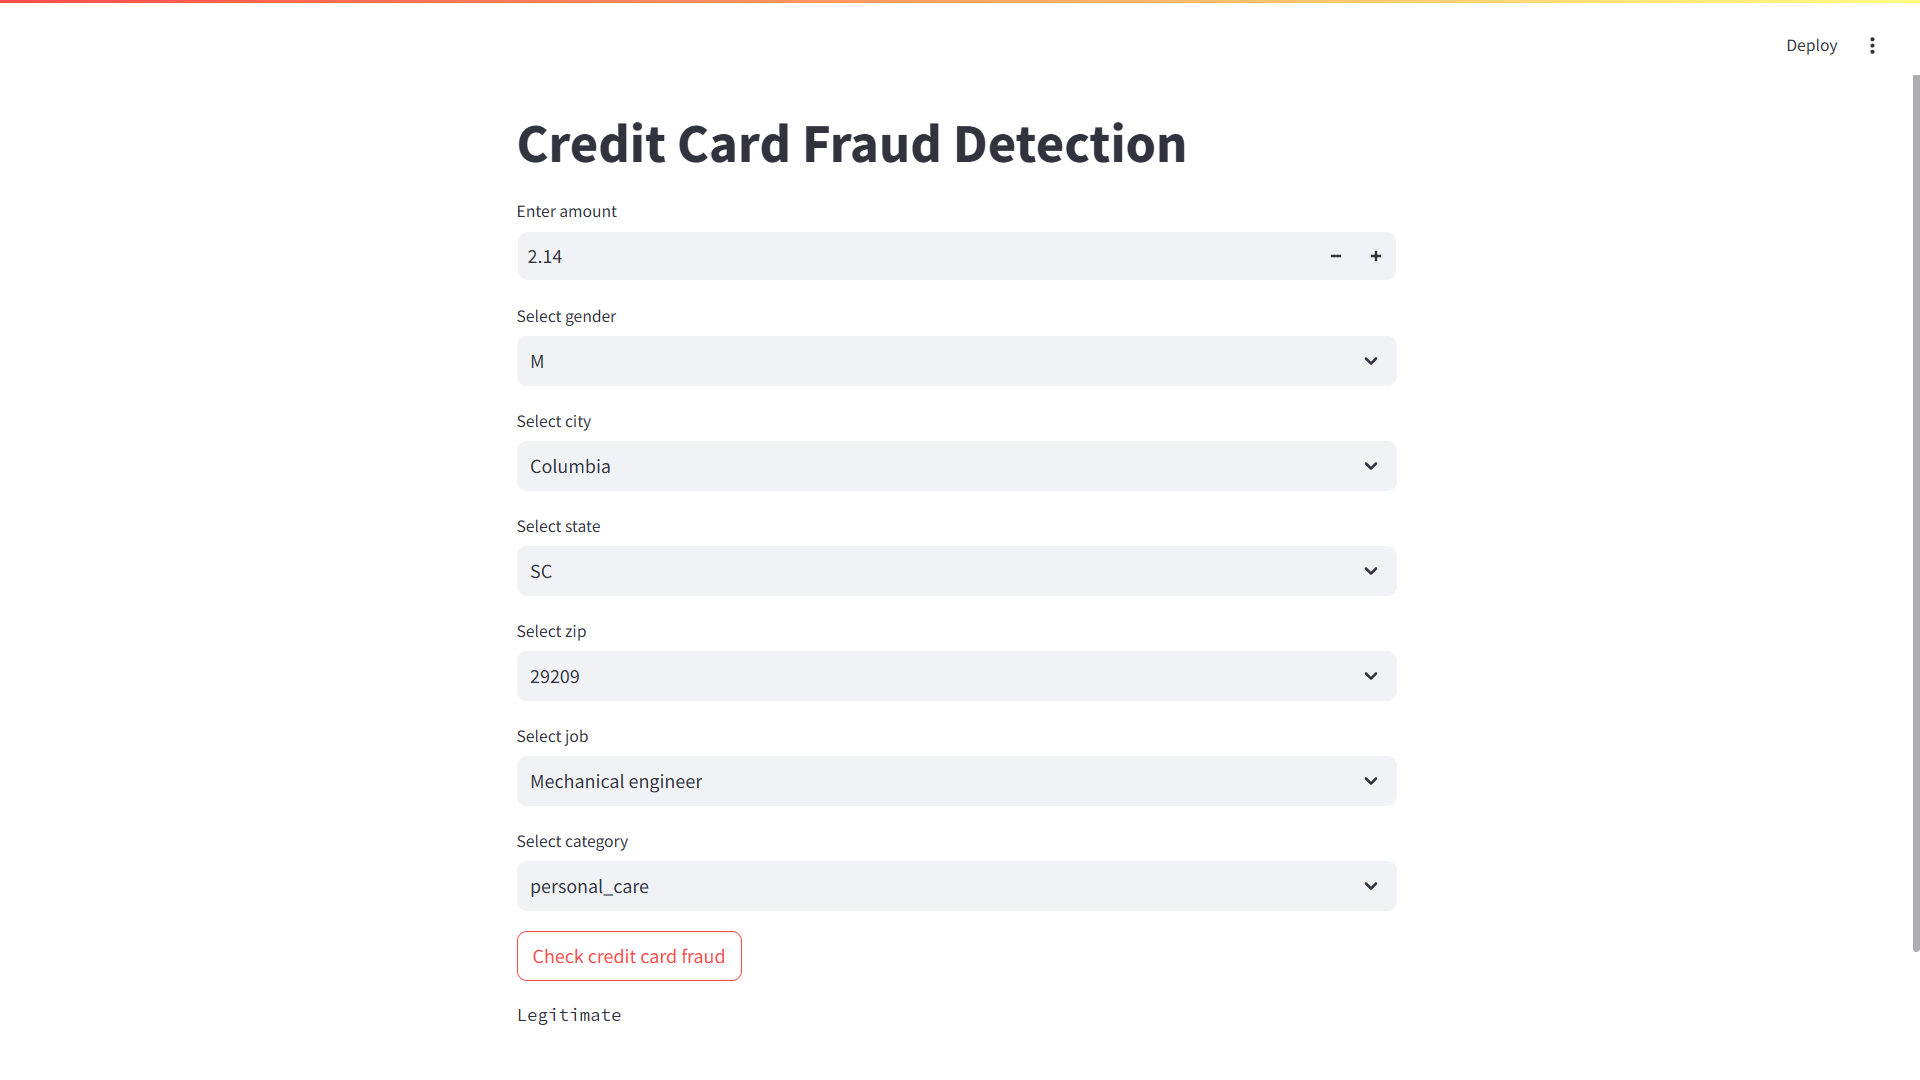 Deploy
Credit Card Fraud Detection
Enter amount
2.14
Select gender
M
Select city
Columbia
Select state
SC
Select zip
29209
Select job
Mechanical engineer
Select category
personal_care
Check credit card fraud
Legitimate